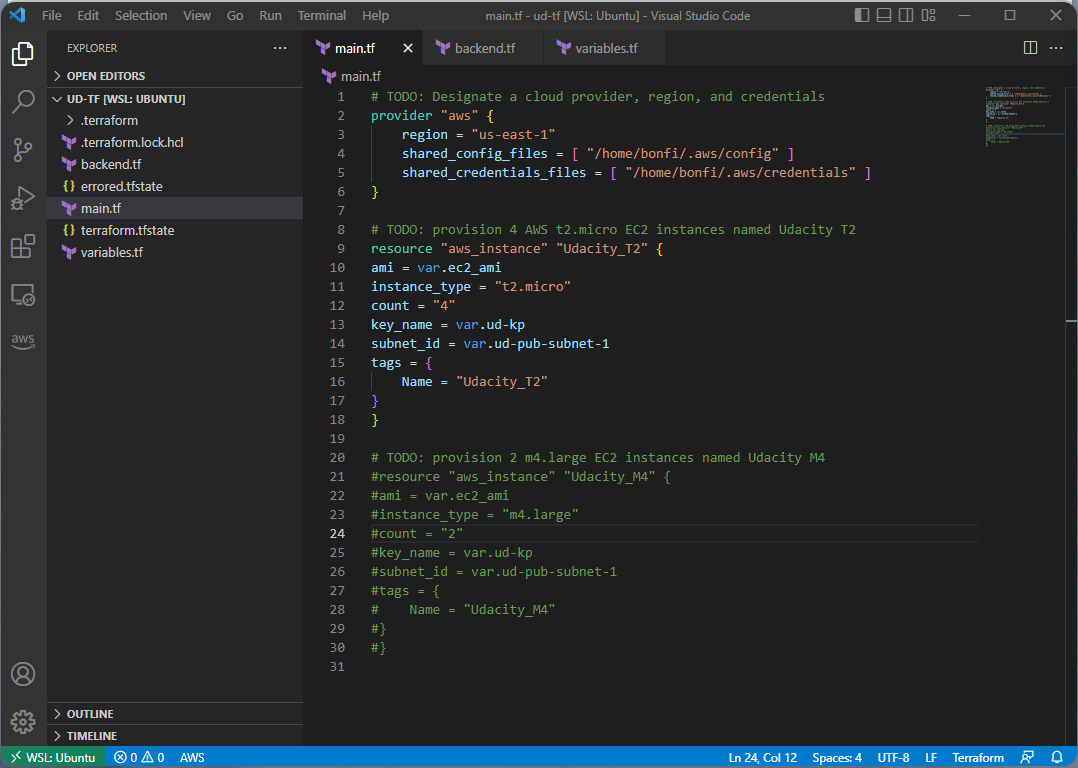 File Edit Selection View Go Run Terminal Help main.tf - ud-tf [WSL: Ubuntu] - Visual Studio Code
EXPLORER
OPEN EDITORS
UD-TF [WSL: UBUNTU]
.terraform
.terraform.lock.hcl
backend.tf
{} errored.tfstate
main.tf
{} terraform.tfstate
variables.tf
OUTLINE
TIMELINE
aws
main.tf backend.tf variables.tf
main.tf
1 # TODO: Designate a cloud provider, region, and credentials
2 provider "aws" {
3     region = "us-east-1"
4     shared_config_files = [ "/home/bonfi/.aws/config" ]
5     shared_credentials_files = [ "/home/bonfi/.aws/credentials" ]
6 }
7
8 # TODO: provision 4 AWS t2.micro EC2 instances named Udacity T2
9 resource "aws_instance" "Udacity_T2" {
10 ami = var.ec2_ami
11 instance_type = "t2.micro"
12 count = "4"
13 key_name = var.ud-kp
14 subnet_id = var.ud-pub-subnet-1
15 tags = {
16     Name = "Udacity_T2"
17 }
18 }
19
20 # TODO: provision 2 m4.large EC2 instances named Udacity M4
21 #resource "aws_instance" "Udacity_M4" {
22 #ami = var.ec2_ami
23 #instance_type = "m4.large"
24 #count = "2"
25 #key_name = var.ud-kp
26 #subnet_id = var.ud-pub-subnet-1
27 #tags = {
28 #    Name = "Udacity_M4"
29 #}
30 #}
31
WSL: Ubuntu 0 0 AWS Ln 24, Col 12 Spaces: 4 UTF-8 LF Terraform